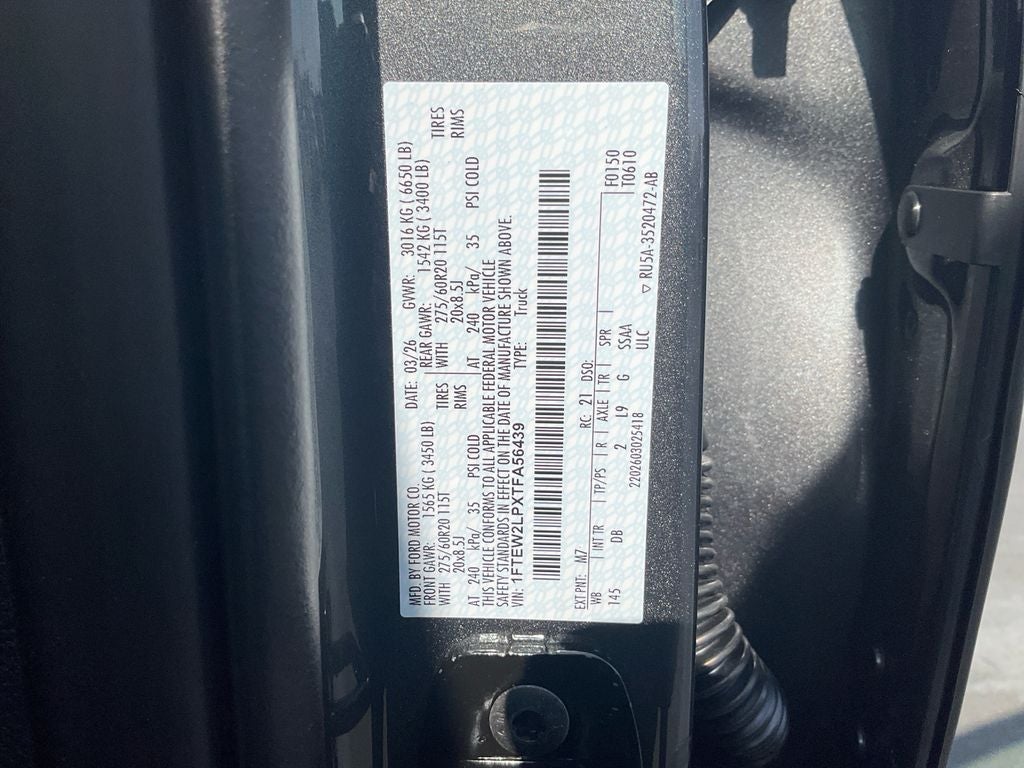 MFD. BY FORD MOTOR CO.
DATE: 03/26 GVWR: 3016 KG ( 6650 LB)
FRONT GAWR: 1565 KG ( 3450 LB)
REAR GAWR: 1542 KG ( 3400 LB)
WITH 275/60R20 115T TIRES
WITH 275/60R20 115T TIRES
20x8.5J RIMS
20x8.5J RIMS
AT 240 kPa/ 35 PSI COLD
AT 240 kPa/ 35 PSI COLD
THIS VEHICLE CONFORMS TO ALL APPLICABLE FEDERAL MOTOR VEHICLE
SAFETY STANDARDS IN EFFECT ON THE DATE OF MANUFACTURE SHOWN ABOVE.
VIN: 1FTEW2LPXTFA56439 TYPE: Truck
EXT PNT: M7 RC: 21 DSO: F0150
WB INT TR TP/PS R AXLE TR SPR T0610
145 DB 2 L9 G SSAA
ULC
2202603025418 ▽ RU5A-3520472-AB